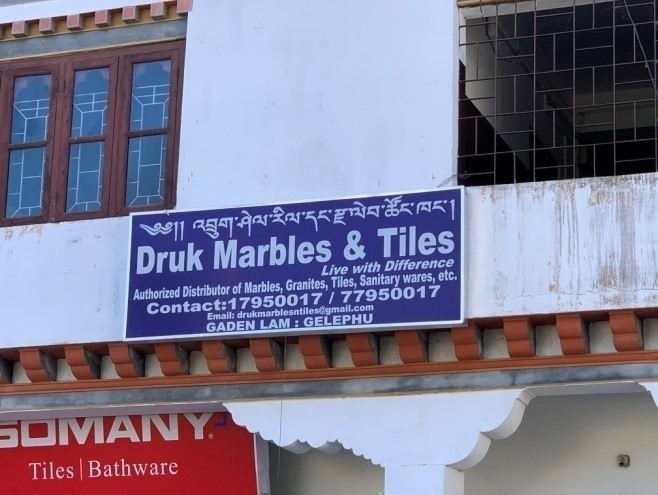 ༄༅།། འབྲུག་ཤེལ་རིལ་དང་རྫ་ལེབ་ཚོང་ཁང་།
Druk Marbles & Tiles
Live with Difference
Authorized Distributor of Marbles, Granites, Tiles, Sanitary wares, etc.
Contact:17950017 / 77950017
Email: drukmarblesntiles@gmail.com
GADEN LAM : GELEPHU
SOMANY®
Tiles | Bathware